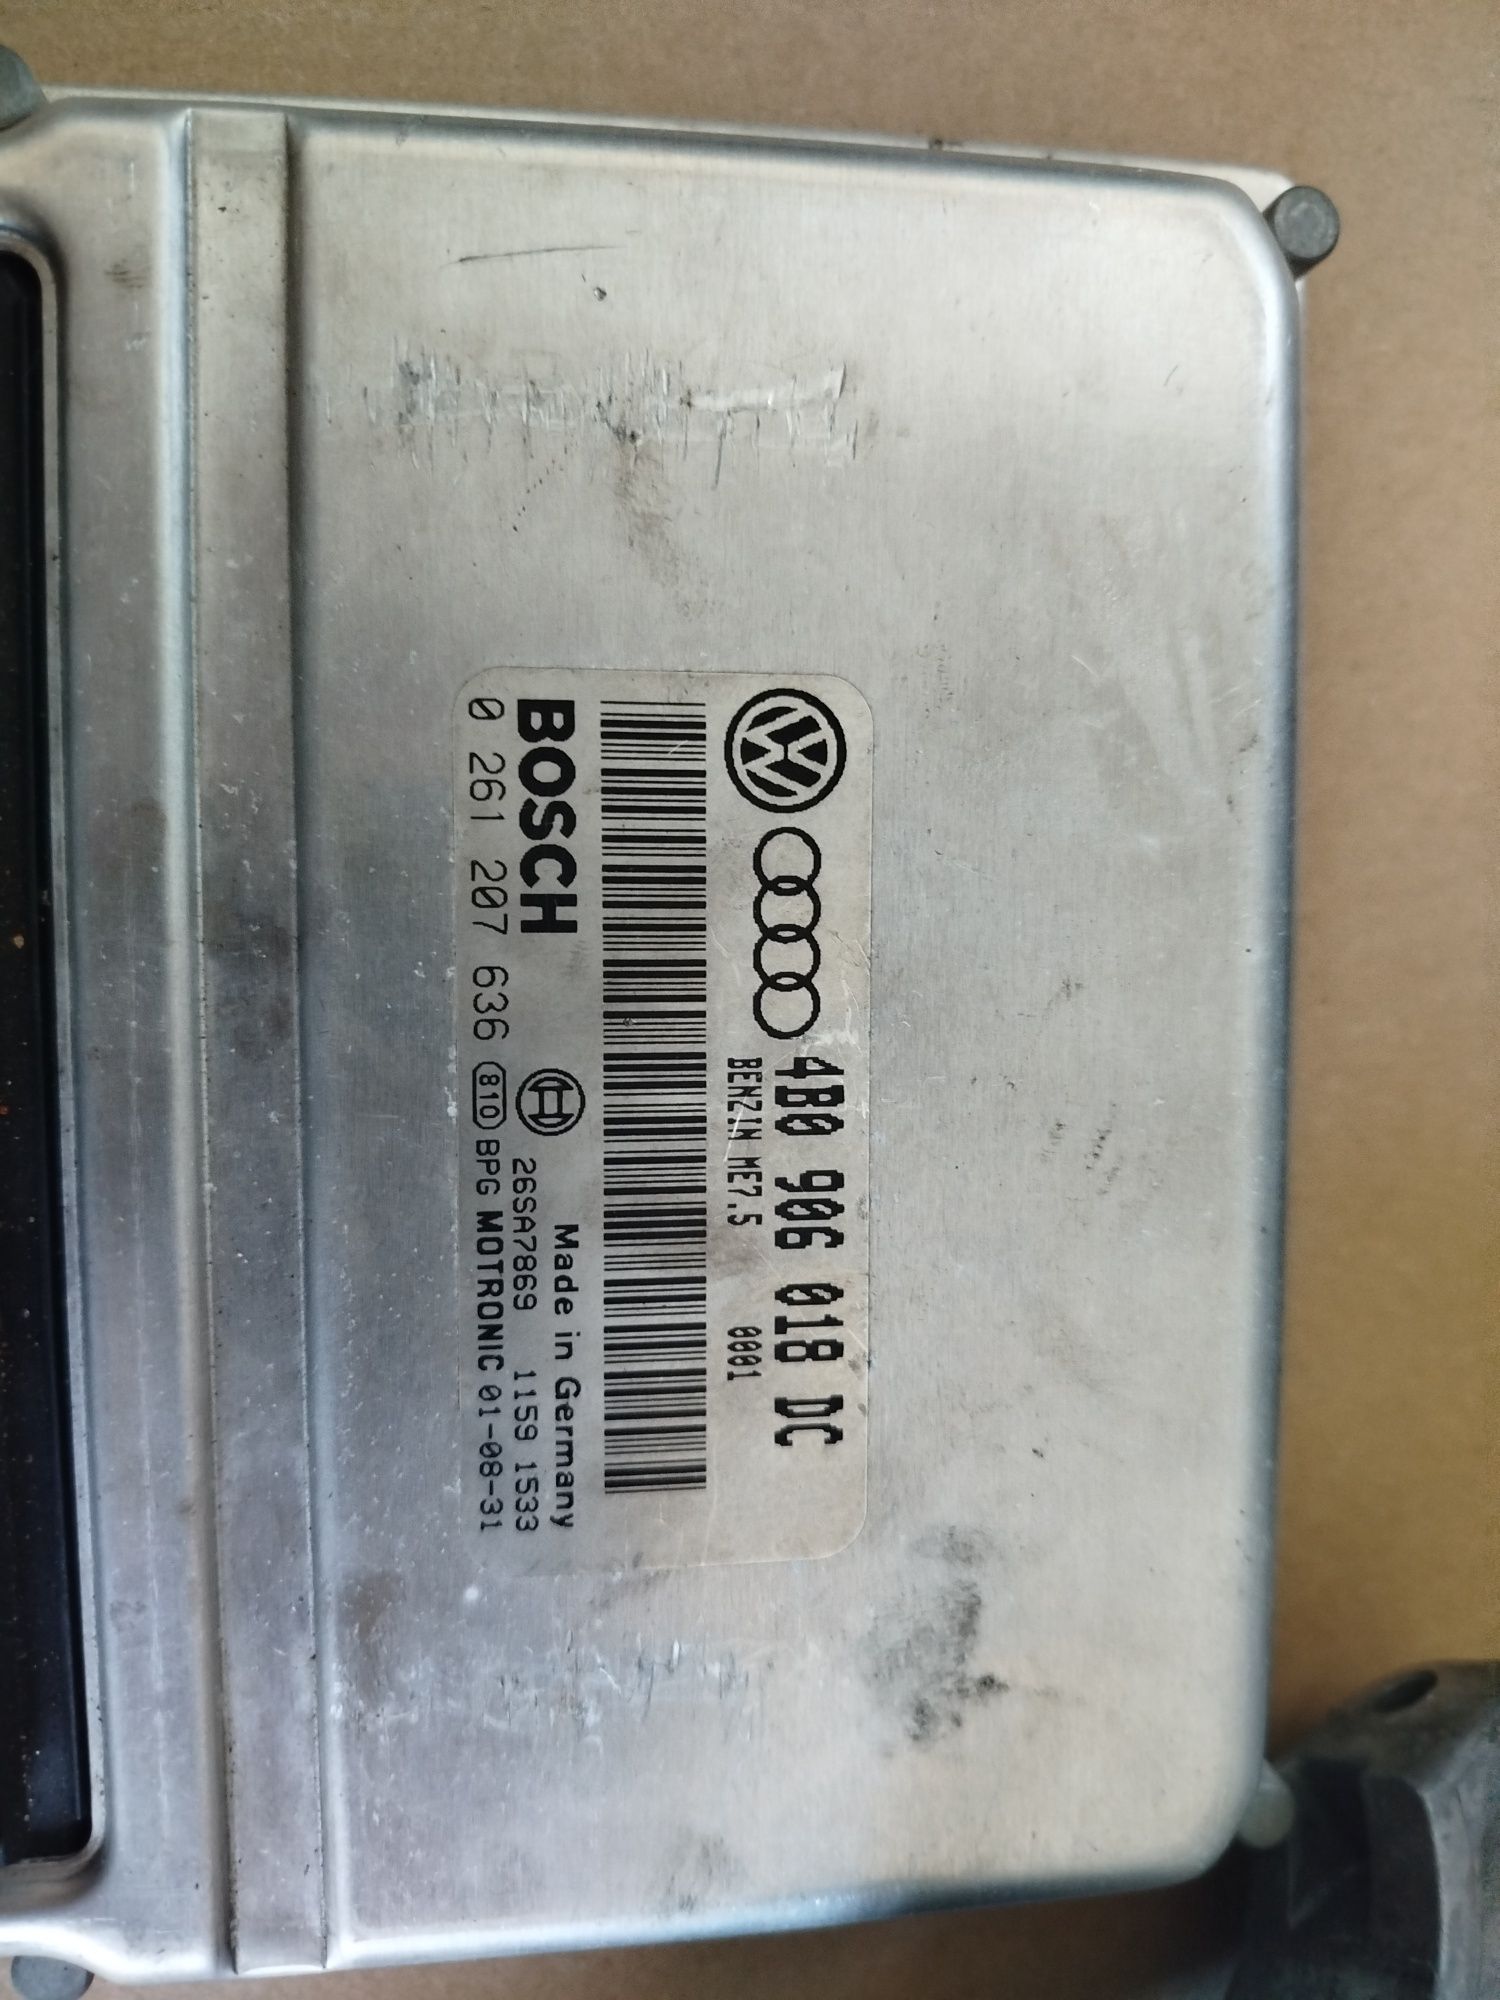 4B0 906 018 DC
BENZIN ME7.5 0001
Made in Germany
BOSCH 26SA7869 1159 1533
0 261 207 636 810 BPG MOTRONIC 01-08-31